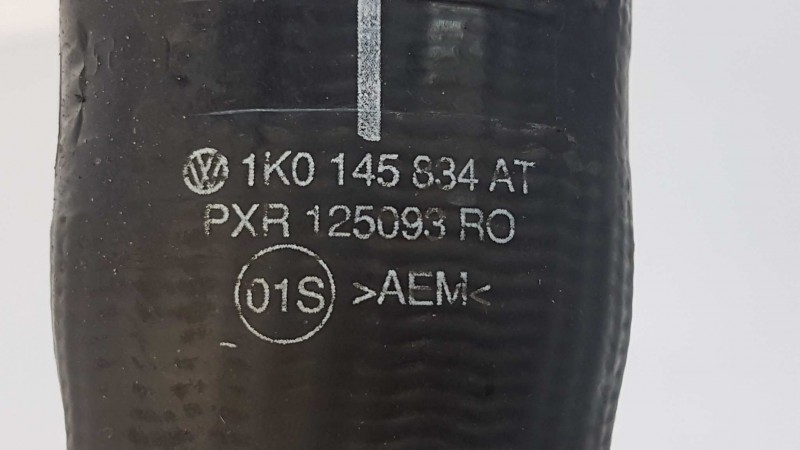 1K0 145 834 AT
PXR 125093 RO
01S >AEM<